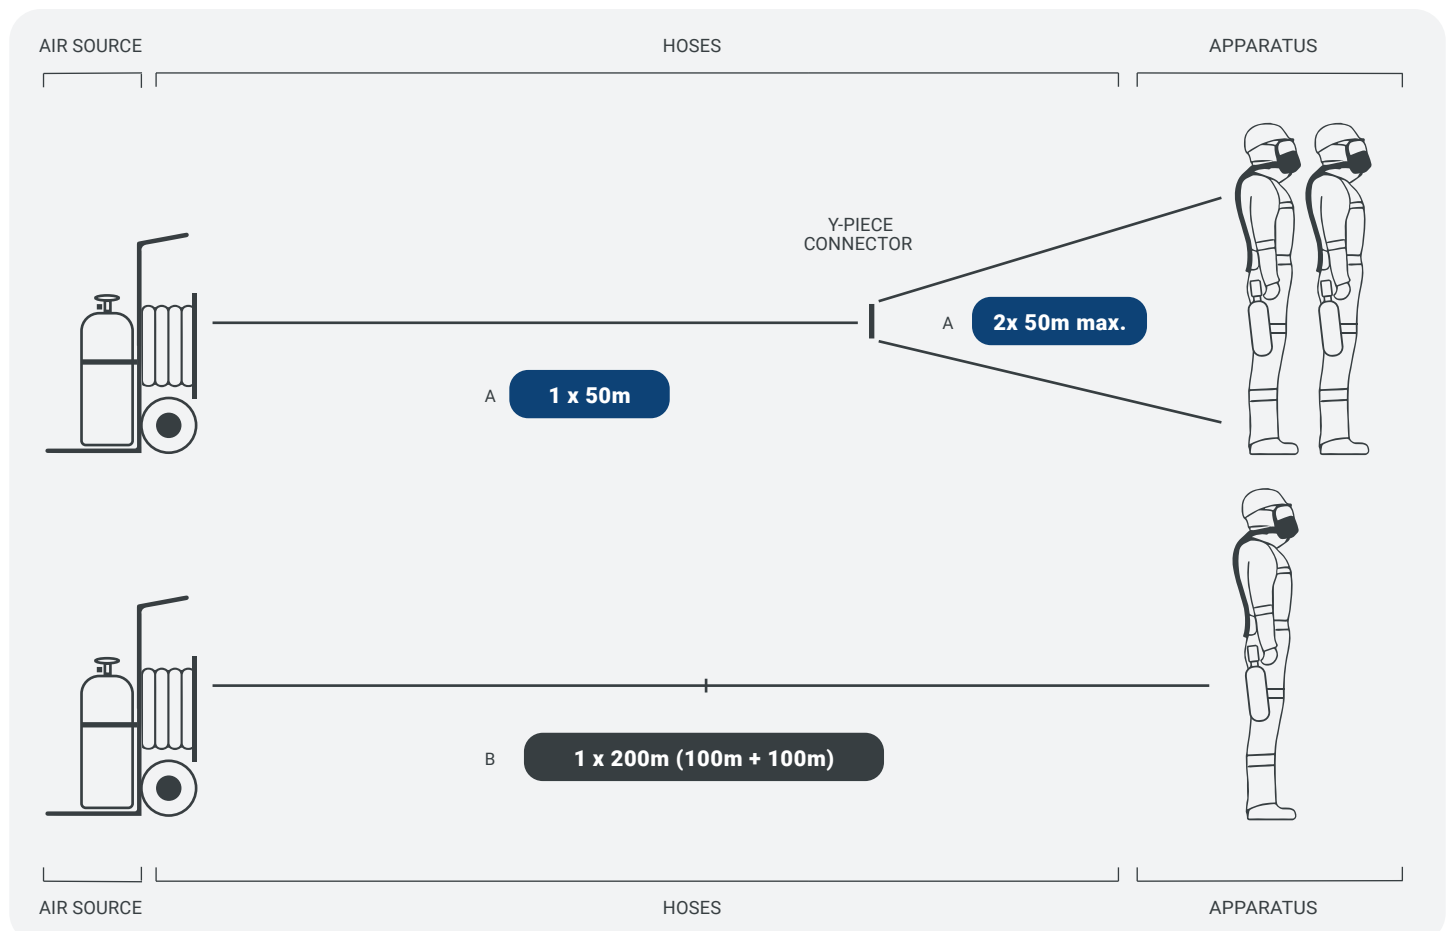 AIR SOURCE
HOSES
APPARATUS
Y-PIECE
CONNECTOR
A
2x 50m max.
A
1 x 50m
B
1 x 200m (100m + 100m)
AIR SOURCE
HOSES
APPARATUS